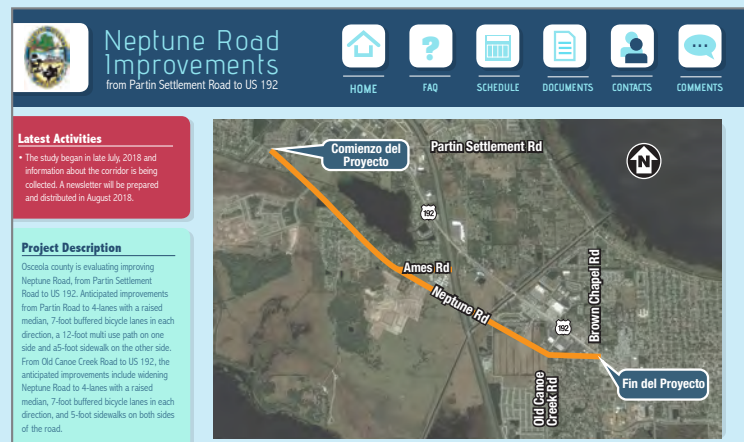 Neptune Road
Improvements
from Partin Settlement Road to US 192
HOME
FAQ
SCHEDULE
DOCUMENTS
CONTACTS
COMMENTS
Latest Activities
• The study began in late July, 2018 and
information about the corridor is being
collected. A newsletter will be prepared
and distributed in August 2018.
Project Description
Osceola county is evaluating improving
Neptune Road, from Partin Settlement
Road to US 192. Anticipated improvements
from Partin Road to 4-lanes with a raised
median, 7-foot buffered bicycle lanes in each
direction, a 12-foot multi use path on one
side and a5-foot sidewalk on the other side.
From Old Canoe Creek Road to US 192, the
anticipated improvements include widening
Neptune Road to 4-lanes with a raised
median, 7-foot buffered bicycle lanes in each
direction, and 5-foot sidewalks on both sides
of the road.
Comienzo del
Proyecto
Partin Settlement Rd
N
192
Ames Rd
Neptune Rd
Brown Chapel Rd
192
Old Canoe
Creek Rd
Fin del Proyecto